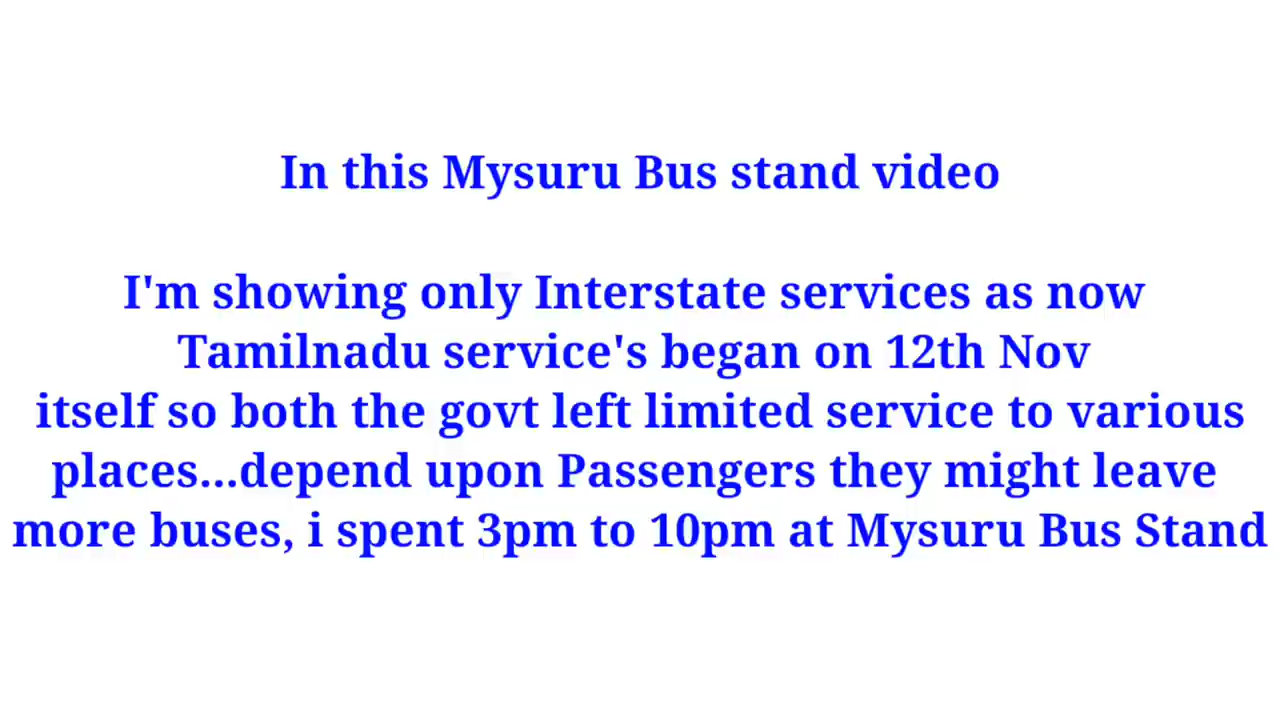 In this Mysuru Bus stand video
I'm showing only Interstate services as now
Tamilnadu service's began on 12th Nov
itself so both the govt left limited service to various
places...depend upon Passengers they might leave
more buses, i spent 3pm to 10pm at Mysuru Bus Stand